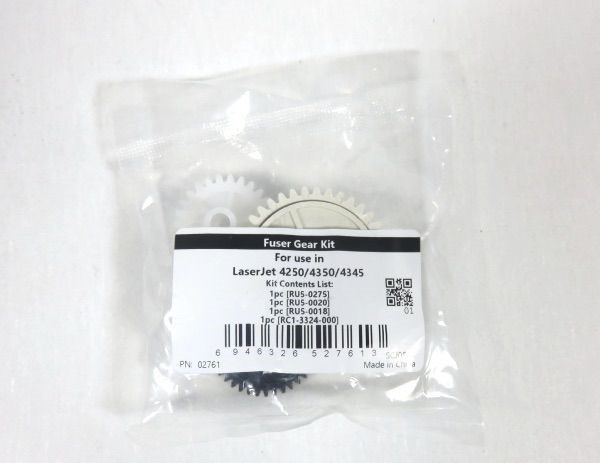 Fuser Gear Kit
For use in
LaserJet 4250/4350/4345
Kit Contents List:
1pc [RU5-0275]
1pc [RU5-0020]
1pc [RU5-0018]
1pc [RC1-3324-000]
01
6 946326 527613
PN: 02761
Made in China